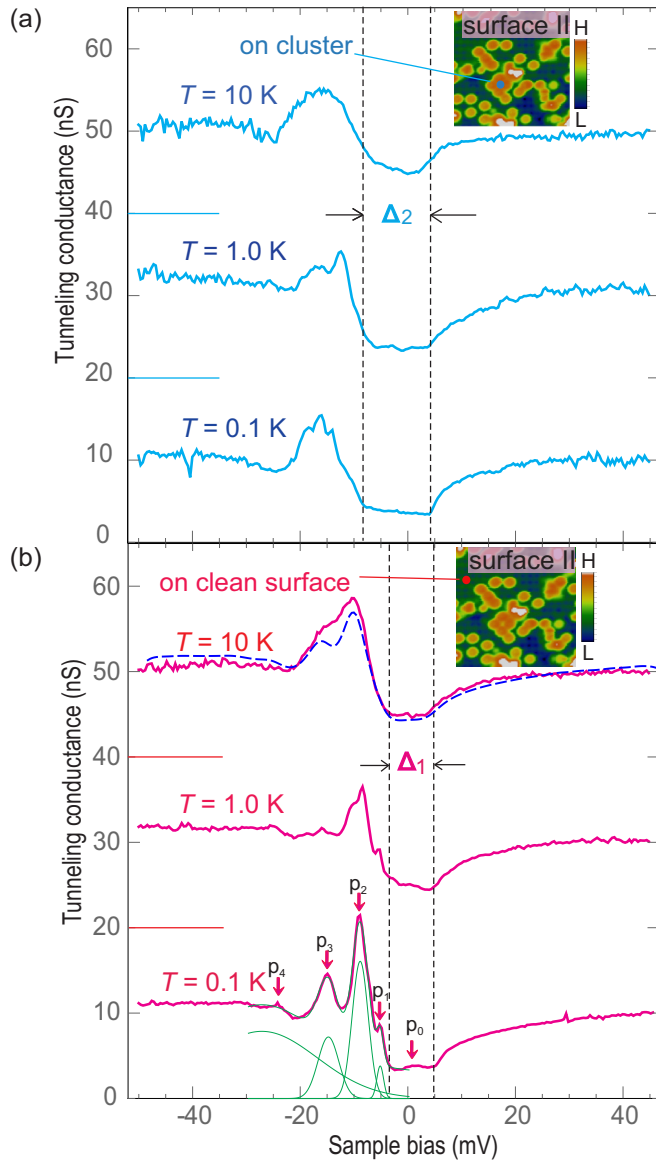 (a)
60
50
40
30
20
10
0
Tunneling conductance (nS)
on cluster
surface II
H
L
T = 10 K
Δ2
T = 1.0 K
T = 0.1 K
(b)
60
50
40
30
20
10
0
Tunneling conductance (nS)
on clean surface
surface II
H
L
T = 10 K
Δ1
T = 1.0 K
p2
p3
p4
p1
p0
T = 0.1 K
-40 -20 0 20 40
Sample bias (mV)